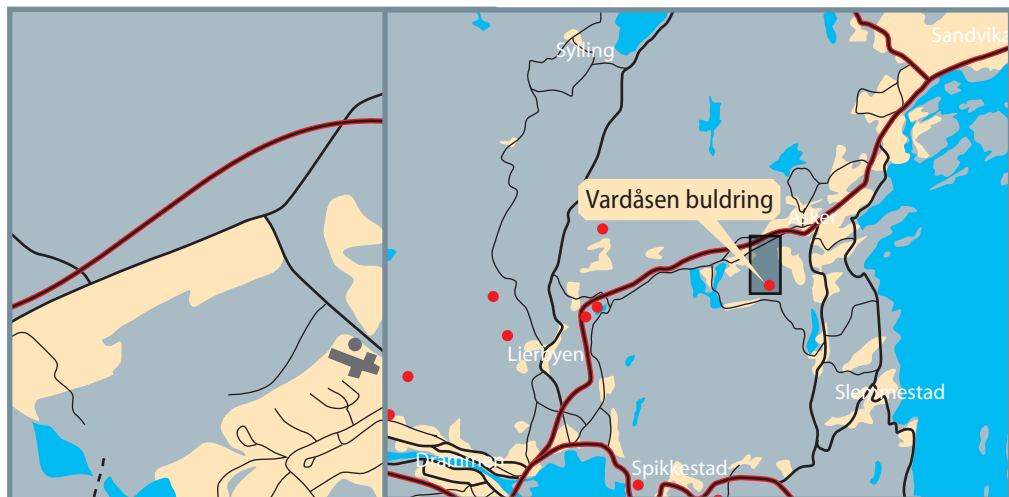 Sylling
Sandvika
Vardåsen buldring
Asker
Lierbyen
Slemmestad
Drammen
Spikkestad